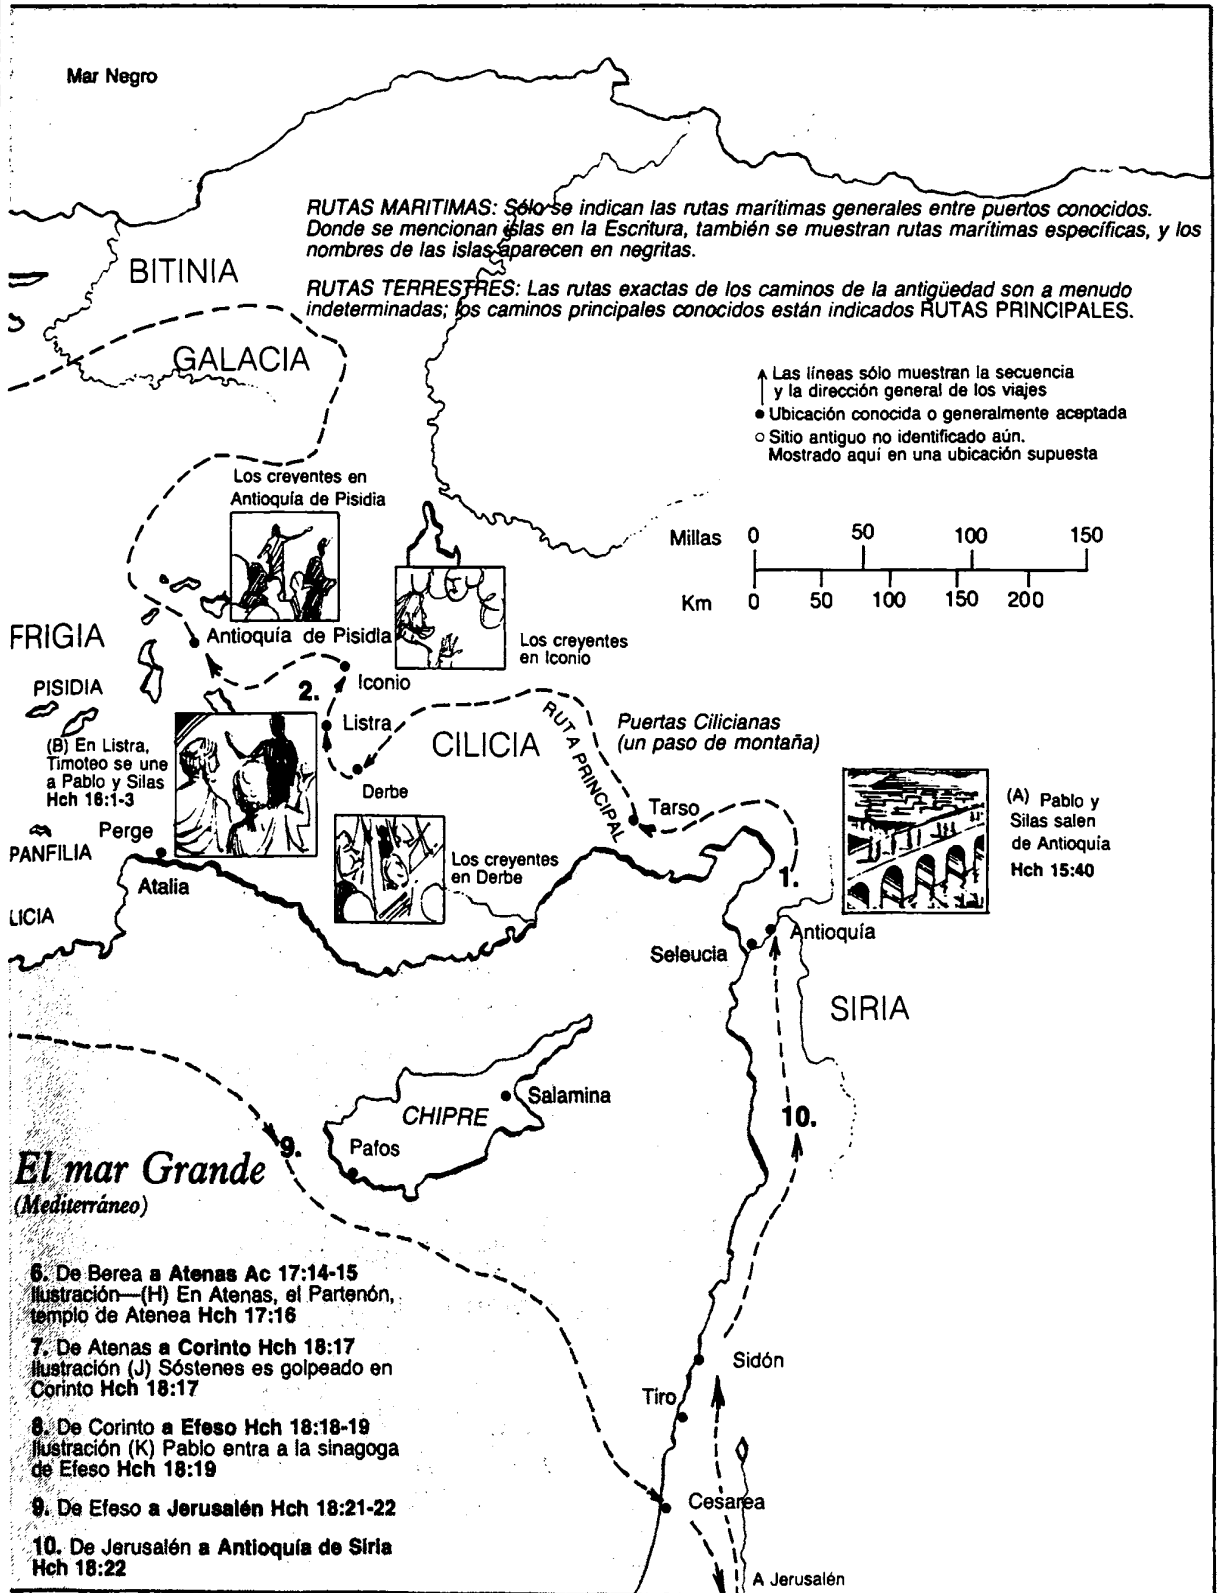 Mar Negro
RUTAS MARITIMAS: Sólo se indican las rutas marítimas generales entre puertos conocidos.
Donde se mencionan islas en la Escritura, también se muestran rutas marítimas específicas, y los
nombres de las islas aparecen en negritas.
BITINIA
RUTAS TERRESTRES: Las rutas exactas de los caminos de la antigüedad son a menudo
indeterminadas; los caminos principales conocidos están indicados RUTAS PRINCIPALES.
GALACIA
Las líneas sólo muestran la secuencia
y la dirección general de los viajes
Ubicación conocida o generalmente aceptada
Sitio antiguo no identificado aún.
Mostrado aquí en una ubicación supuesta
Los creyentes en
Antioquía de Pisidia
Millas 0 50 100 150
Km 0 50 100 150 200
FRIGIA
Antioquía de Pisidia
Los creyentes
en Iconio
PISIDIA
2.
Iconio
Listra
CILICIA
RUTA PRINCIPAL
Puertas Cilicianas
(un paso de montaña)
(B) En Listra,
Timoteo se une
a Pablo y Silas
Hch 16:1-3
Derbe
Tarso
(A) Pablo y
Silas salen
de Antioquía
Hch 15:40
Perge
PANFILIA
Los creyentes
en Derbe
Atalia
1.
LICIA
Antioquía
Seleucia
SIRIA
Salamina
CHIPRE
10.
9.
Pafos
El mar Grande
(Mediterráneo)
6. De Berea a Atenas Ac 17:14-15
Ilustración—(H) En Atenas, el Partenón,
templo de Atenea Hch 17:16
7. De Atenas a Corinto Hch 18:17
Ilustración (J) Sóstenes es golpeado en
Corinto Hch 18:17
8. De Corinto a Efeso Hch 18:18-19
Ilustración (K) Pablo entra a la sinagoga
de Efeso Hch 18:19
9. De Efeso a Jerusalén Hch 18:21-22
10. De Jerusalén a Antioquía de Siria
Hch 18:22
Sidón
Tiro
Cesarea
A Jerusalén